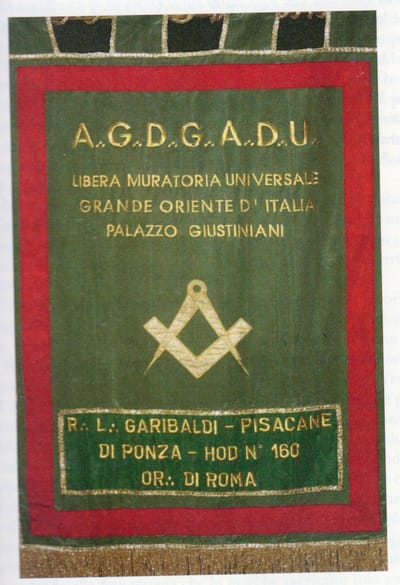 A∴G∴D∴G∴A∴D∴U∴
LIBERA MURATORIA UNIVERSALE
GRANDE ORIENTE D' ITALIA
PALAZZO GIUSTINIANI
R∴ L∴ GARIBALDI - PISACANE
DI PONZA - HOD N° 160
OR∴ DI ROMA